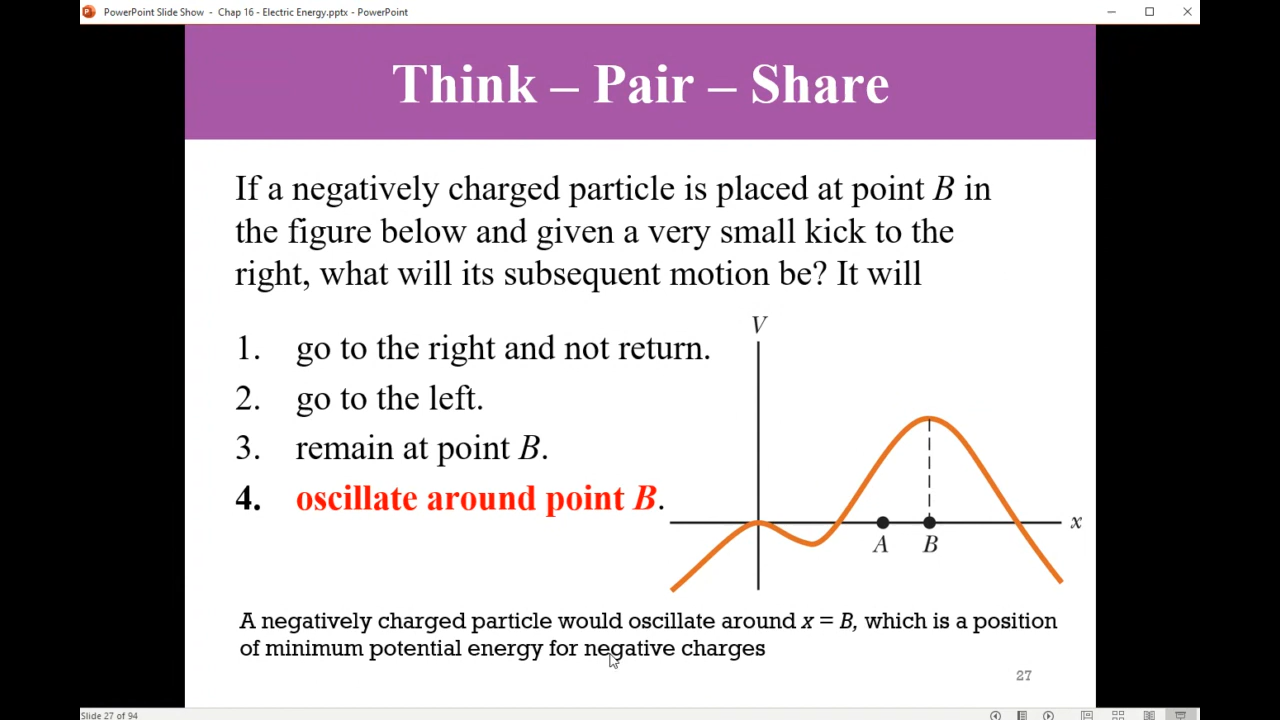 PowerPoint Slide Show - Chap 16 - Electric Energy.pptx - PowerPoint
Think – Pair – Share
If a negatively charged particle is placed at point B in
the figure below and given a very small kick to the
right, what will its subsequent motion be? It will
1. go to the right and not return.
2. go to the left.
3. remain at point B.
4. oscillate around point B.
V
x
A B
A negatively charged particle would oscillate around x = B, which is a position
of minimum potential energy for negative charges
27
Slide 27 of 94